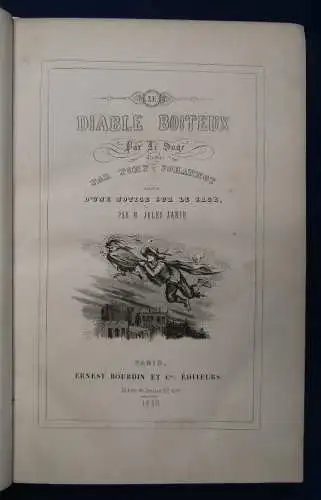 LE
DIABLE BOITEUX
Par Le Sage
PAR TONY JOHANNOT
D'UNE NOTICE SUR LE SAGE,
PAR M. JULES JANIN
PARIS,
ERNEST BOURDIN ET Cie, ÉDITEURS